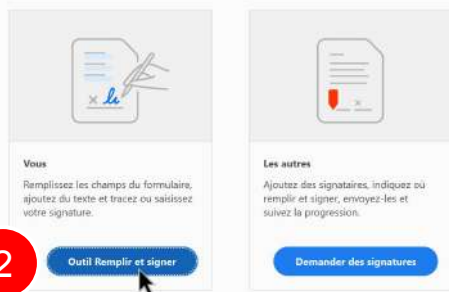 Vous
Remplissez les champs du formulaire,
ajoutez du texte et tracez ou saisissez
votre signature.
2
Outil Remplir et signer
Les autres
Ajoutez des signataires, indiquez où
remplir et signer, envoyez-les et
suivez la progression.
Demander des signatures